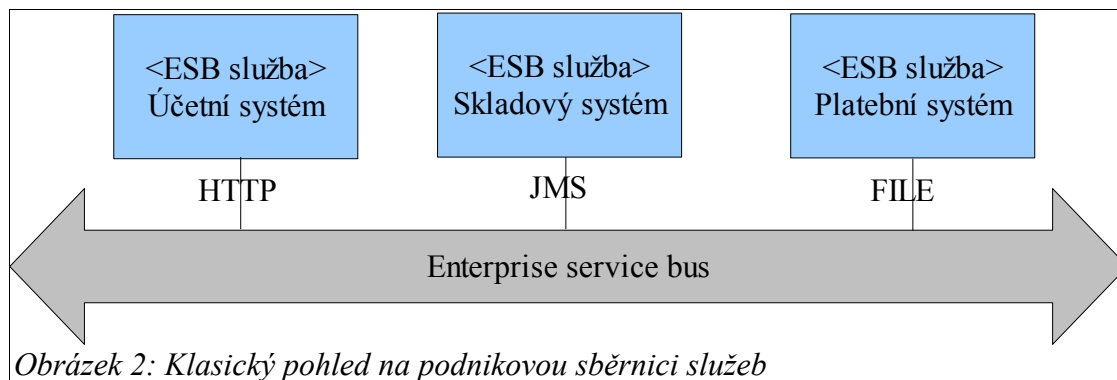 <ESB služba>
Účetní systém
<ESB služba>
Skladový systém
<ESB služba>
Platební systém
HTTP
JMS
FILE
Enterprise service bus
Obrázek 2: Klasický pohled na podnikovou sběrnici služeb